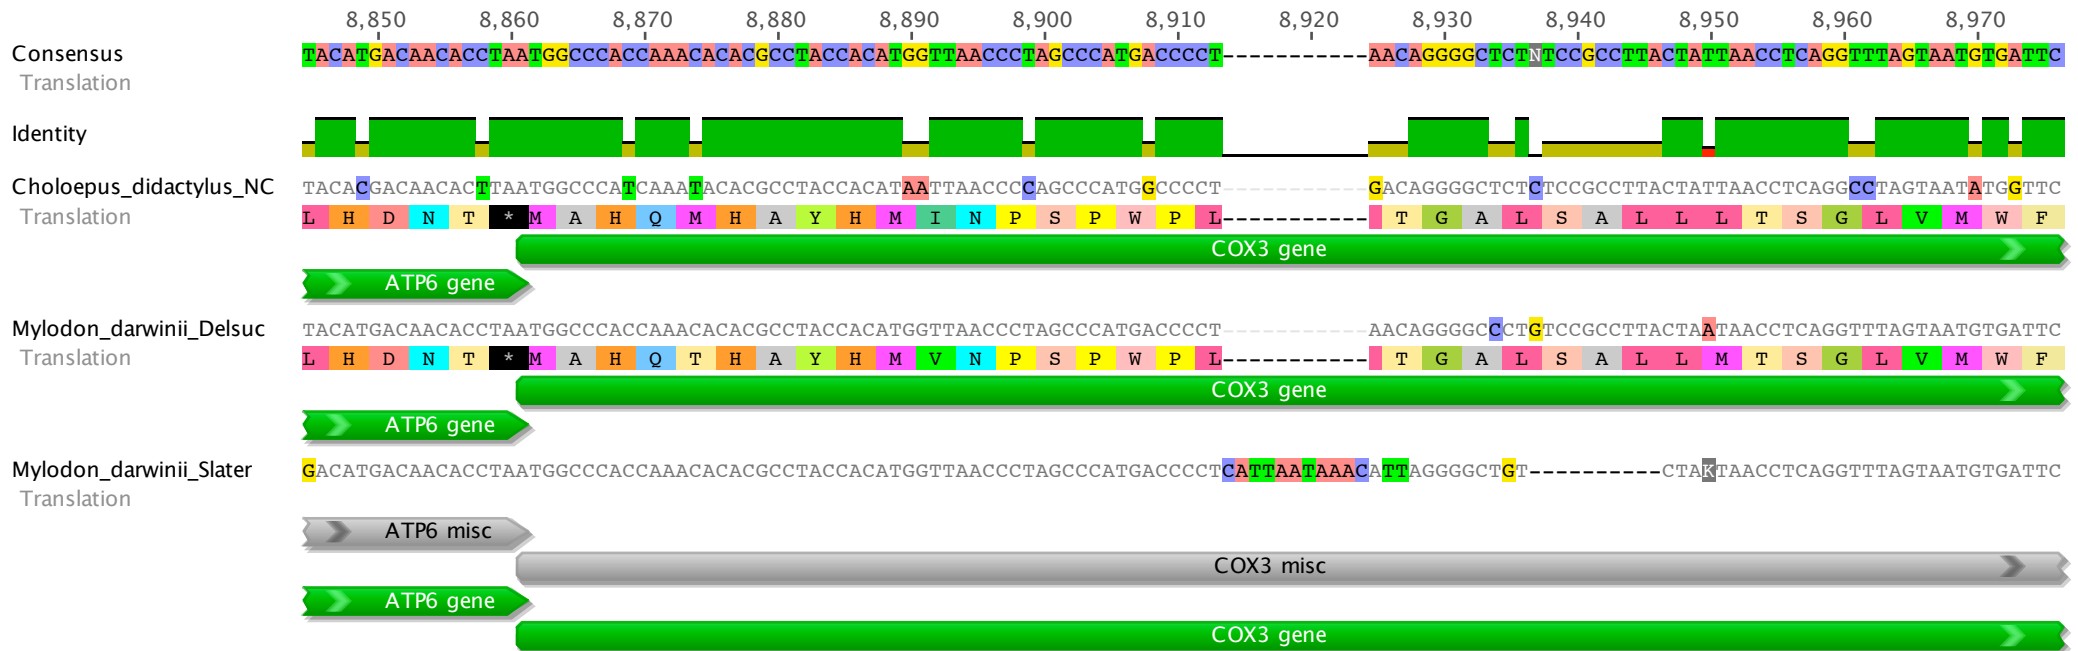 8,850 8,860 8,870 8,880 8,890 8,900 8,910 8,920 8,930 8,940 8,950 8,960 8,970
Consensus TACATGACAACACCTAATGGCCCACCAAACACACGCCTACCACATGGTTAACCCTAGCCCATGACCCCT-----------AACAGGGGCTCTNTCCGCCTTACTATTAACCTCAGGTTTAGTAATGTGATTC
Translation
Identity
Choloepus_didactylus_NC TACACGACAACACTTAATGGCCCATCAAATACACGCCTACCACATAATTAACCCCAGCCCATGGCCCCT-----------GACAGGGGCTCTCTCCGCCTTACTATTAACCTCAGGCCTAGTAATATGGTTC
Translation L H D N T * M A H Q M H A Y H M I N P S P W P L ----------- T G A L S A L L L T S G L V M W F
COX3 gene
ATP6 gene
Mylodon_darwinii_Delsuc TACATGACAACACCTAATGGCCCACCAAACACACGCCTACCACATGGTTAACCCTAGCCCATGACCCCT-----------AACAGGGGCCCTGTCCGCCTTACTAATAACCTCAGGTTTAGTAATGTGATTC
Translation L H D N T * M A H Q T H A Y H M V N P S P W P L ----------- T G A L S A L L M T S G L V M W F
COX3 gene
ATP6 gene
Mylodon_darwinii_Slater GACATGACAACACCTAATGGCCCACCAAACACACGCCTACCACATGGTTAACCCTAGCCCATGACCCCTCATTAATAAACATTAGGGGCTGT----------CTAKTAACCTCAGGTTTAGTAATGTGATTC
Translation
ATP6 misc
COX3 misc
ATP6 gene
COX3 gene